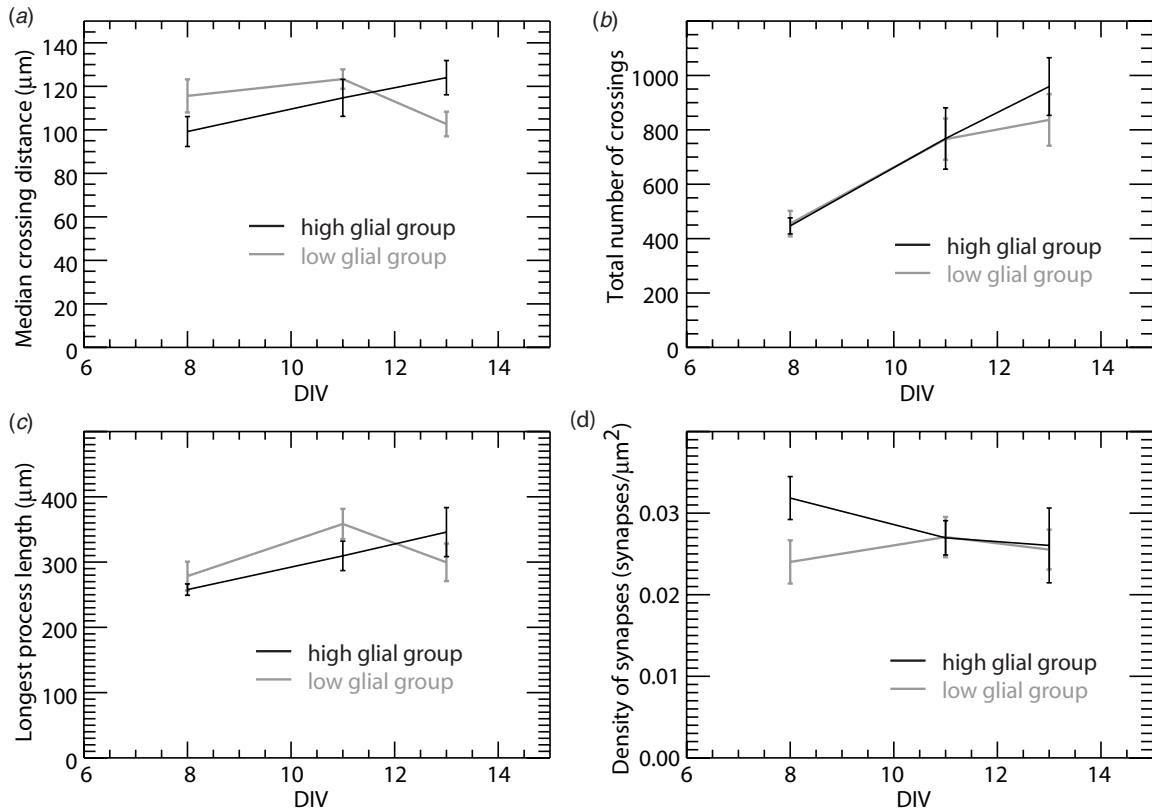 (a)
Median crossing distance (μm)
140
120
100
80
60
40
20
0
6 8 10 12 14
DIV
high glial group
low glial group
(b)
Total number of crossings
1000
800
600
400
200
0
6 8 10 12 14
DIV
high glial group
low glial group
(c)
Longest process length (μm)
400
300
200
100
0
6 8 10 12 14
DIV
high glial group
low glial group
(d)
Density of synapses (synapses/μm²)
0.03
0.02
0.01
0.00
6 8 10 12 14
DIV
high glial group
low glial group